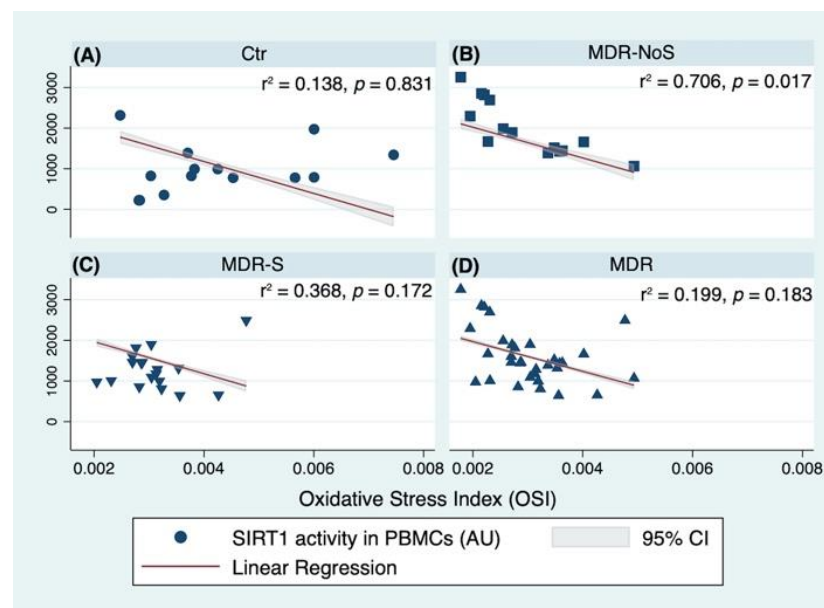 (A) Ctr
r² = 0.138, p = 0.831
(B) MDR-NoS
r² = 0.706, p = 0.017
3000
2000
1000
0
(C) MDR-S
r² = 0.368, p = 0.172
(D) MDR
r² = 0.199, p = 0.183
3000
2000
1000
0
0.002 0.004 0.006 0.008 0.002 0.004 0.006 0.008
Oxidative Stress Index (OSI)
SIRT1 activity in PBMCs (AU) 95% CI
Linear Regression